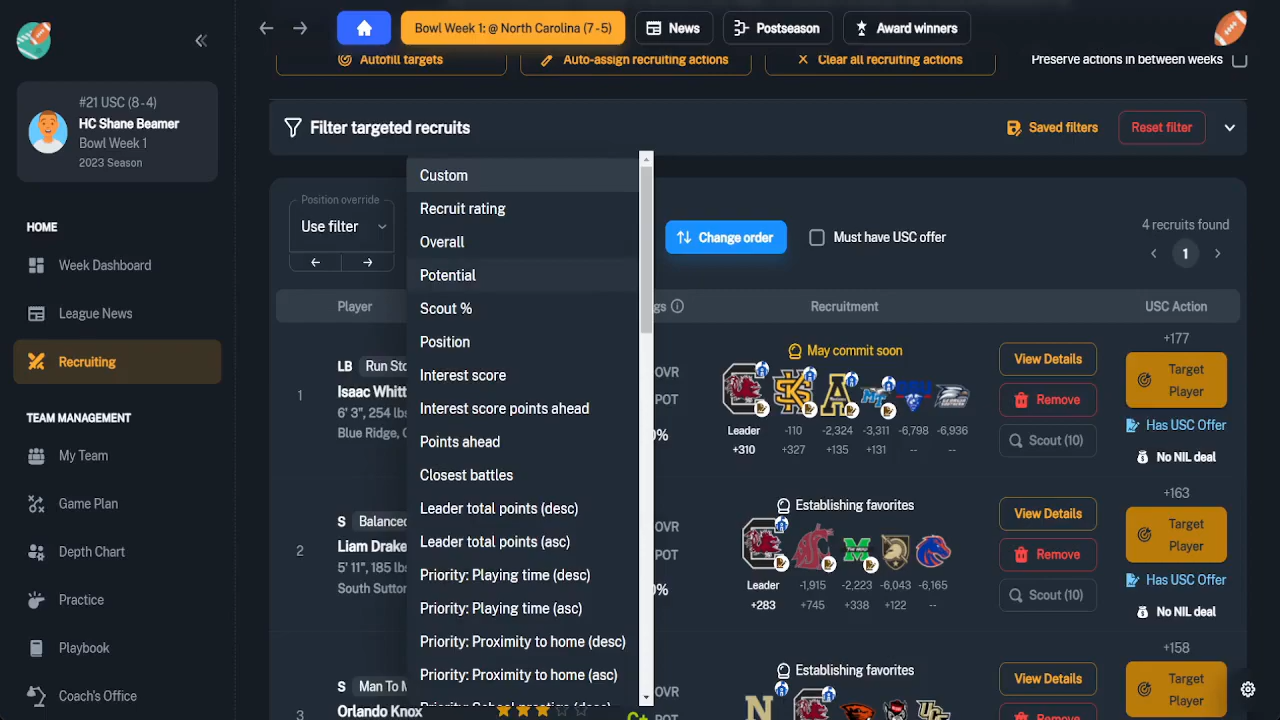 Bowl Week 1: @ North Carolina (7-5)
News
Postseason
Award winners
Autofill targets
Auto-assign recruiting actions
Clear all recruiting actions
Preserve actions in between weeks
#21 USC (8-4)
HC Shane Beamer
Bowl Week 1
2023 Season
Filter targeted recruits
Saved filters
Reset filter
HOME
Week Dashboard
League News
Recruiting
TEAM MANAGEMENT
My Team
Game Plan
Depth Chart
Practice
Playbook
Coach's Office
Position override
Use filter
Custom
Recruit rating
Overall
Potential
Scout %
Position
Interest score
Interest score points ahead
Points ahead
Closest battles
Leader total points (desc)
Leader total points (asc)
Priority: Playing time (desc)
Priority: Playing time (asc)
Priority: Proximity to home (desc)
Priority: Proximity to home (asc)
Change order
Must have USC offer
4 recruits found
1
Player
gs
Recruitment
USC Action
1
LB
Run Sto
Isaac Whitt
6' 3", 254 lbs
Blue Ridge,
OVR
POT
%
May commit soon
Leader -110 -2,324 -3,311 -6,798 -6,936
+310 +327 +135 +131 -- --
View Details
Remove
Scout (10)
+177
Target Player
Has USC Offer
No NIL deal
2
S
Balanced
Liam Drake
5' 11", 185 lb
South Sutton
OVR
POT
0%
Establishing favorites
Leader -1,915 -2,223 -6,043 -6,165
+283 +745 +338 +122 --
View Details
Remove
Scout (10)
+163
Target Player
Has USC Offer
No NIL deal
3
S
Man To M
Orlando Knox
C+
OVR
Establishing favorites
View Details
Remove
+158
Target Player